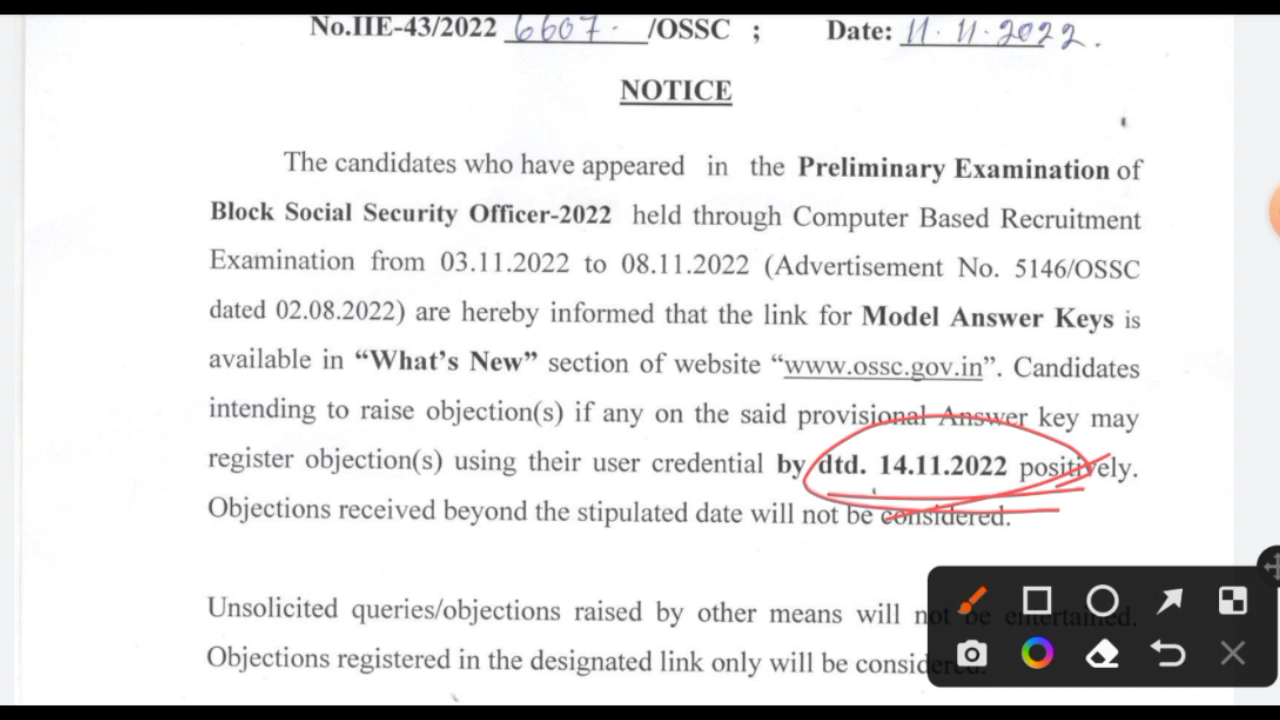 No.IIE-43/2022 6607 /OSSC ; Date: 11.11.2022.
NOTICE
The candidates who have appeared in the Preliminary Examination of
Block Social Security Officer-2022 held through Computer Based Recruitment
Examination from 03.11.2022 to 08.11.2022 (Advertisement No. 5146/OSSC
dated 02.08.2022) are hereby informed that the link for Model Answer Keys is
available in “What’s New” section of website “www.ossc.gov.in”. Candidates
intending to raise objection(s) if any on the said provisional Answer key may
register objection(s) using their user credential by dtd. 14.11.2022 positively.
Objections received beyond the stipulated date will not be considered.
Unsolicited queries/objections raised by other means will not be entertained.
Objections registered in the designated link only will be considered.